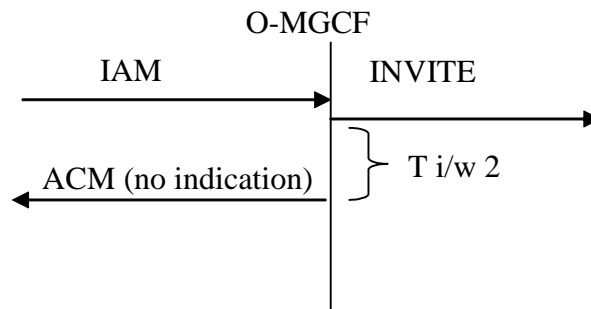 O-MGCF
IAM
INVITE
T i/w 2
ACM (no indication)